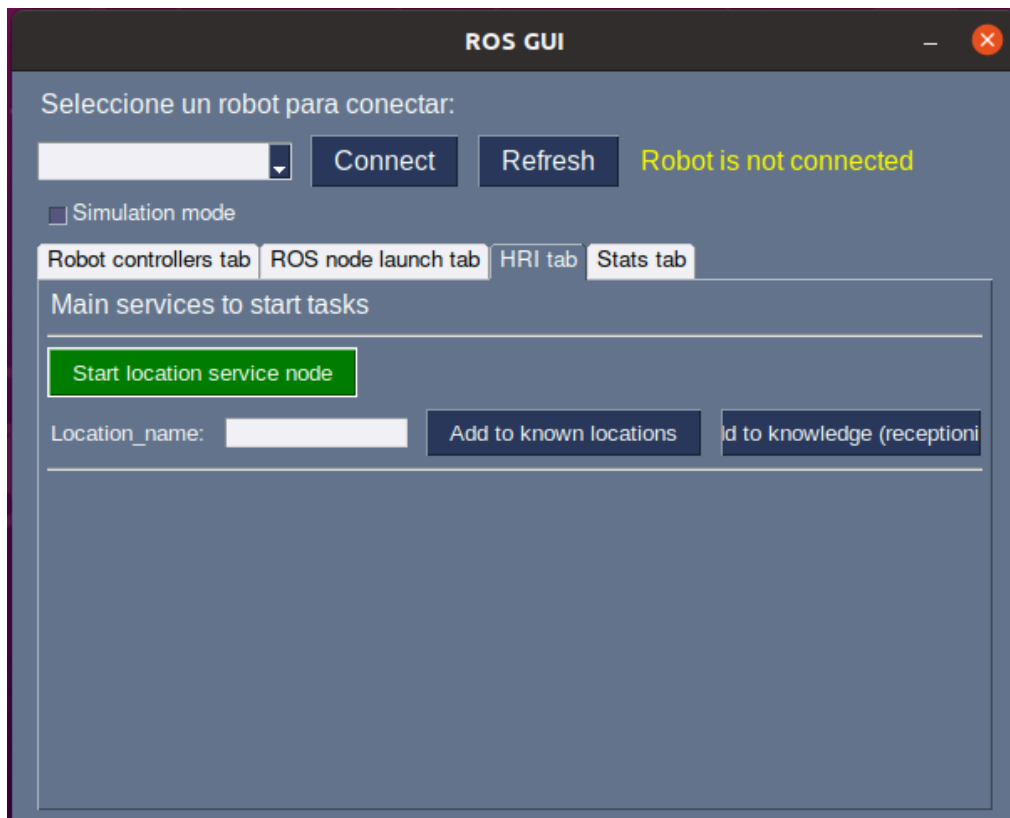 ROS GUI
Seleccione un robot para conectar:
Connect Refresh Robot is not connected
Simulation mode
Robot controllers tab ROS node launch tab HRI tab Stats tab
Main services to start tasks
Start location service node
Location_name: Add to known locations to knowledge (receptioni